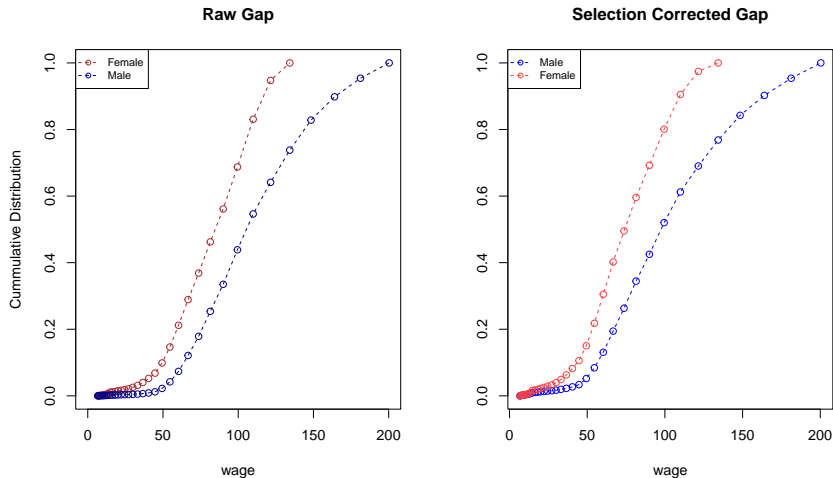 Raw Gap
Female
Male
Cummulative Distribution
0.0
0.2
0.4
0.6
0.8
1.0
0
50
100
150
200
wage
Selection Corrected Gap
Male
Female
0.0
0.2
0.4
0.6
0.8
1.0
0
50
100
150
200
wage